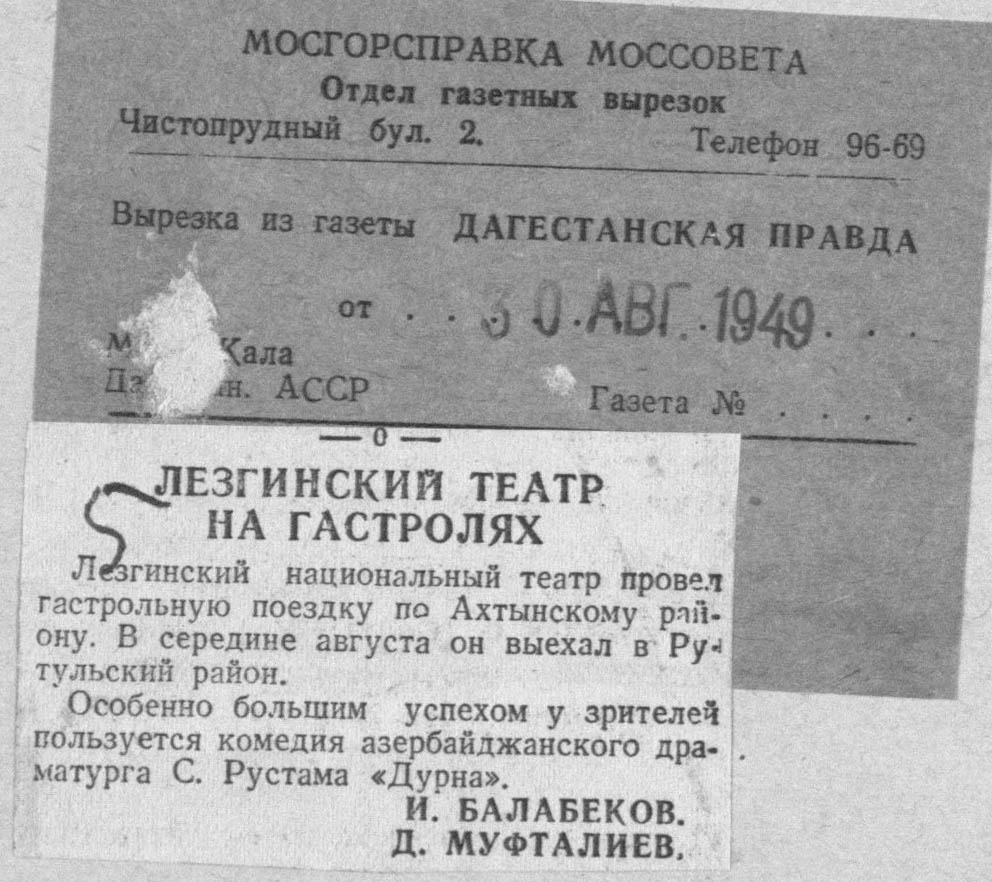 МОСГОРСПРАВКА МОССОВЕТА
Отдел газетных вырезок
Чистопрудный бул. 2. Телефон 96-69
Вырезка из газеты ДАГЕСТАНСКАЯ ПРАВДА
от . . 30.АВГ.1949. . .
Кала
АССР Газета № . . . .
— о —
ЛЕЗГИНСКИЙ ТЕАТР
НА ГАСТРОЛЯХ
Лезгинский национальный театр провел
гастрольную поездку по Ахтынскому рай-
ону. В середине августа он выехал в Ру-
тульский район.
Особенно большим успехом у зрителей
пользуется комедия азербайджанского дра-
матурга С. Рустама «Дурна».
И. БАЛАБЕКОВ.
Д. МУФТАЛИЕВ.